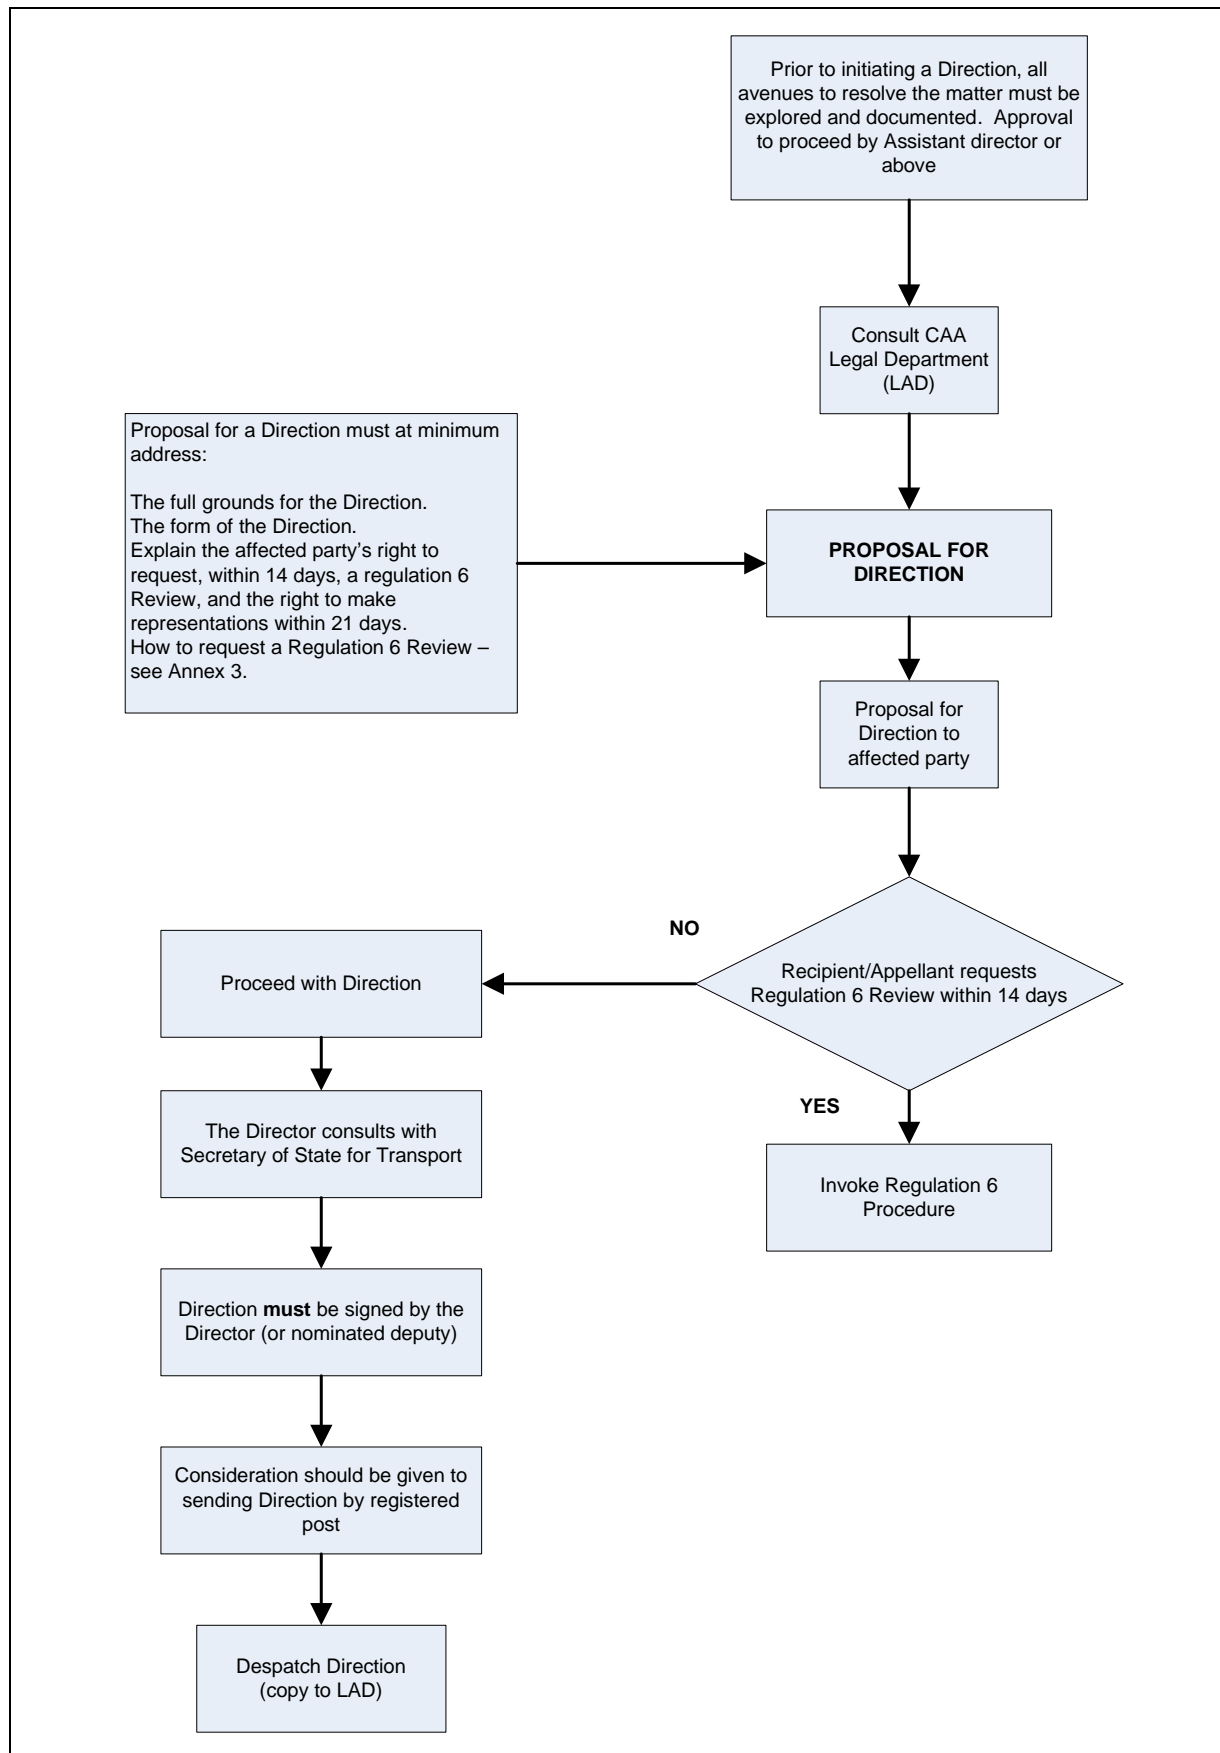 Prior to initiating a Direction, all
avenues to resolve the matter must be
explored and documented.  Approval
to proceed by Assistant director or
above
Consult CAA
Legal Department
(LAD)
Proposal for a Direction must at minimum
address:
The full grounds for the Direction.
The form of the Direction.
Explain the affected party’s right to
request, within 14 days, a regulation 6
Review, and the right to make
representations within 21 days.
How to request a Regulation 6 Review –
see Annex 3.
PROPOSAL FOR
DIRECTION
Proposal for
Direction to
affected party
Recipient/Appellant requests
Regulation 6 Review within 14 days
NO
Proceed with Direction
YES
Invoke Regulation 6
Procedure
The Director consults with
Secretary of State for Transport
Direction must be signed by the
Director (or nominated deputy)
Consideration should be given to
sending Direction by registered
post
Despatch Direction
(copy to LAD)